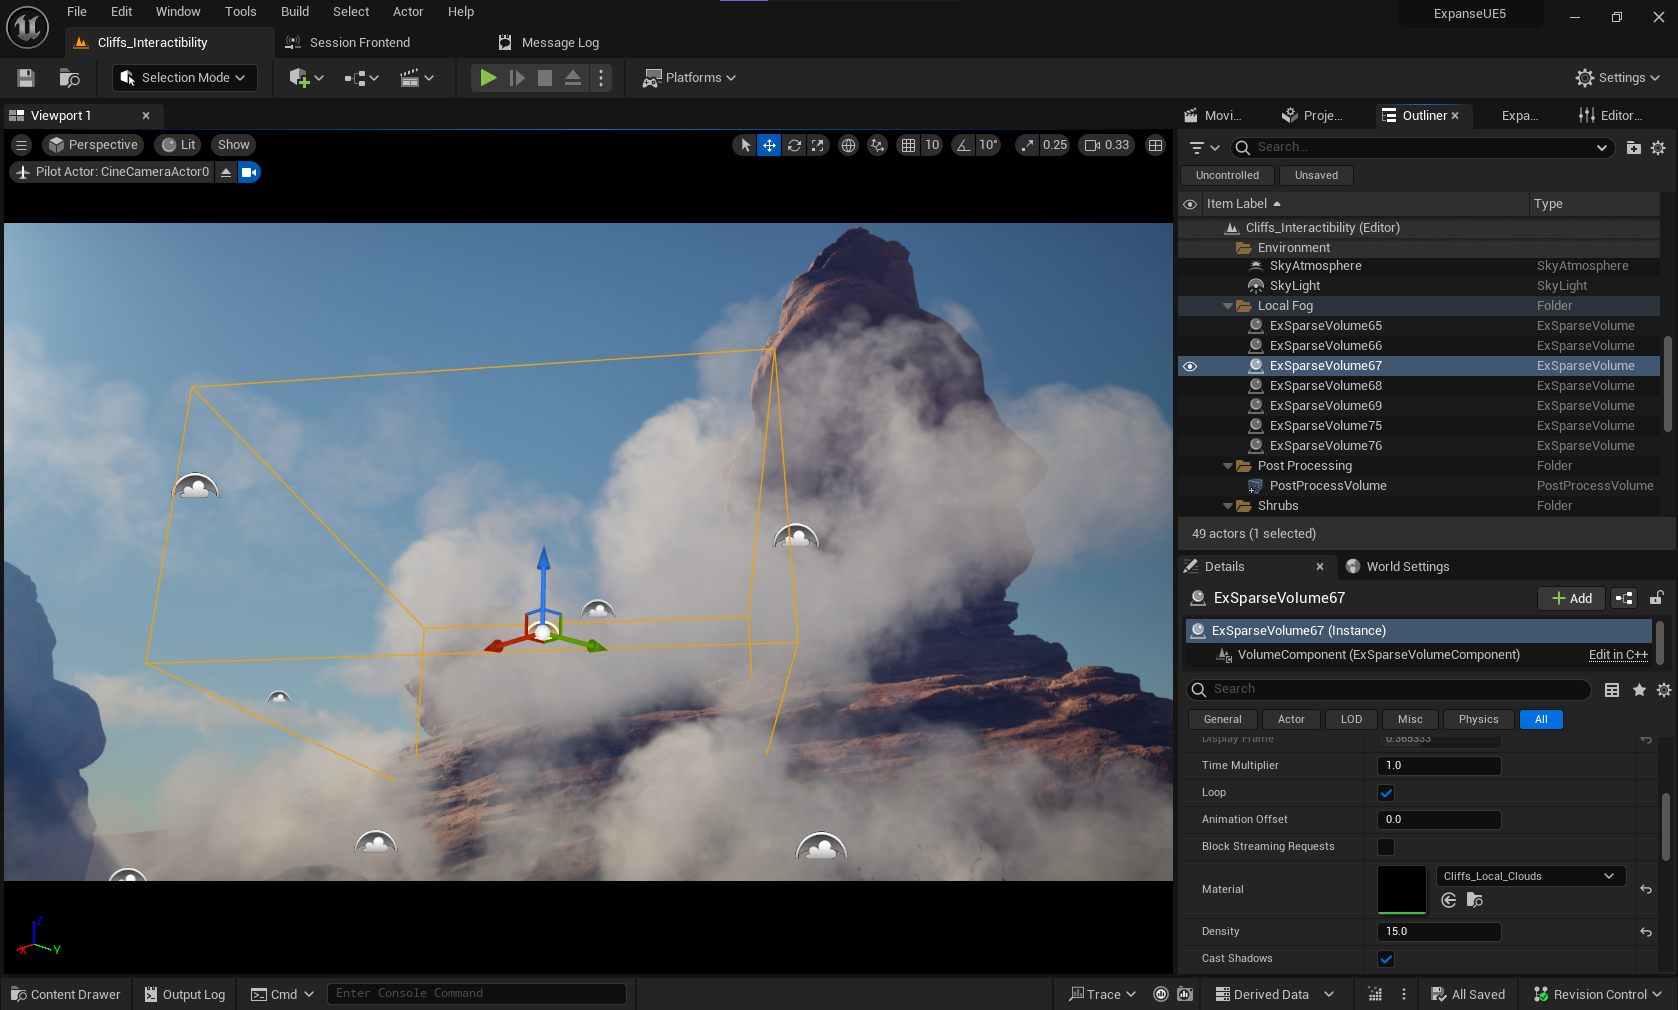 File Edit Window Tools Build Select Actor Help ExpanseUE5
Cliffs_Interactibility Session Frontend Message Log
Selection Mode Platforms Settings
Viewport 1 Movi... Proje... Outliner Expa... Editor...
Perspective Lit Show 10 10° 0.25 0.33 Search...
Pilot Actor: CineCameraActor0
Uncontrolled Unsaved
Item Label Type
Cliffs_Interactibility (Editor)
Environment
SkyAtmosphere SkyAtmosphere
SkyLight SkyLight
Local Fog Folder
ExSparseVolume65 ExSparseVolume
ExSparseVolume66 ExSparseVolume
ExSparseVolume67 ExSparseVolume
ExSparseVolume68 ExSparseVolume
ExSparseVolume69 ExSparseVolume
ExSparseVolume75 ExSparseVolume
ExSparseVolume76 ExSparseVolume
Post Processing Folder
PostProcessVolume PostProcessVolume
Shrubs Folder
49 actors (1 selected)
Details World Settings
ExSparseVolume67 Add
ExSparseVolume67 (Instance)
VolumeComponent (ExSparseVolumeComponent) Edit in C++
Search
General Actor LOD Misc Physics All
Display Frame 0.365333
Time Multiplier 1.0
Loop
Animation Offset 0.0
Block Streaming Requests
Material Cliffs_Local_Clouds
Density 15.0
Cast Shadows
Z
X Y
Content Drawer Output Log Cmd Enter Console Command Trace Derived Data All Saved Revision Control